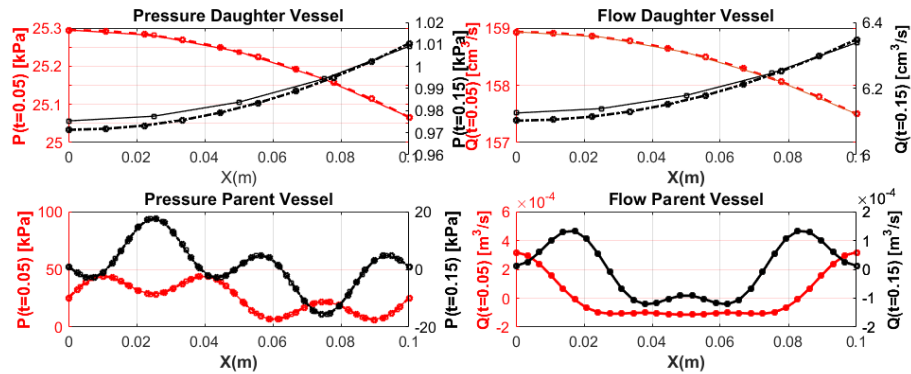 Pressure Daughter Vessel
P(t=0.05) [kPa]
25.3
25.2
25.1
25
1.02
1.01
1
0.99
0.98
0.97
0.96
P(t=0.15) [kPa]
0 0.02 0.04 0.06 0.08 0.1
X(m)
Flow Daughter Vessel
Q(t=0.05) [cm³/s]
159
158
157
6.4
6.2
6
Q(t=0.15) [cm³/s]
0 0.02 0.04 0.06 0.08 0.1
X(m)
Pressure Parent Vessel
P(t=0.05) [kPa]
100
50
0
20
0
-20
P(t=0.15) [kPa]
0 0.02 0.04 0.06 0.08 0.1
X(m)
Flow Parent Vessel
×10⁻⁴
×10⁻⁴
Q(t=0.05) [m³/s]
6
4
2
0
-2
2
1
0
-1
-2
Q(t=0.15) [m³/s]
0 0.02 0.04 0.06 0.08 0.1
X(m)